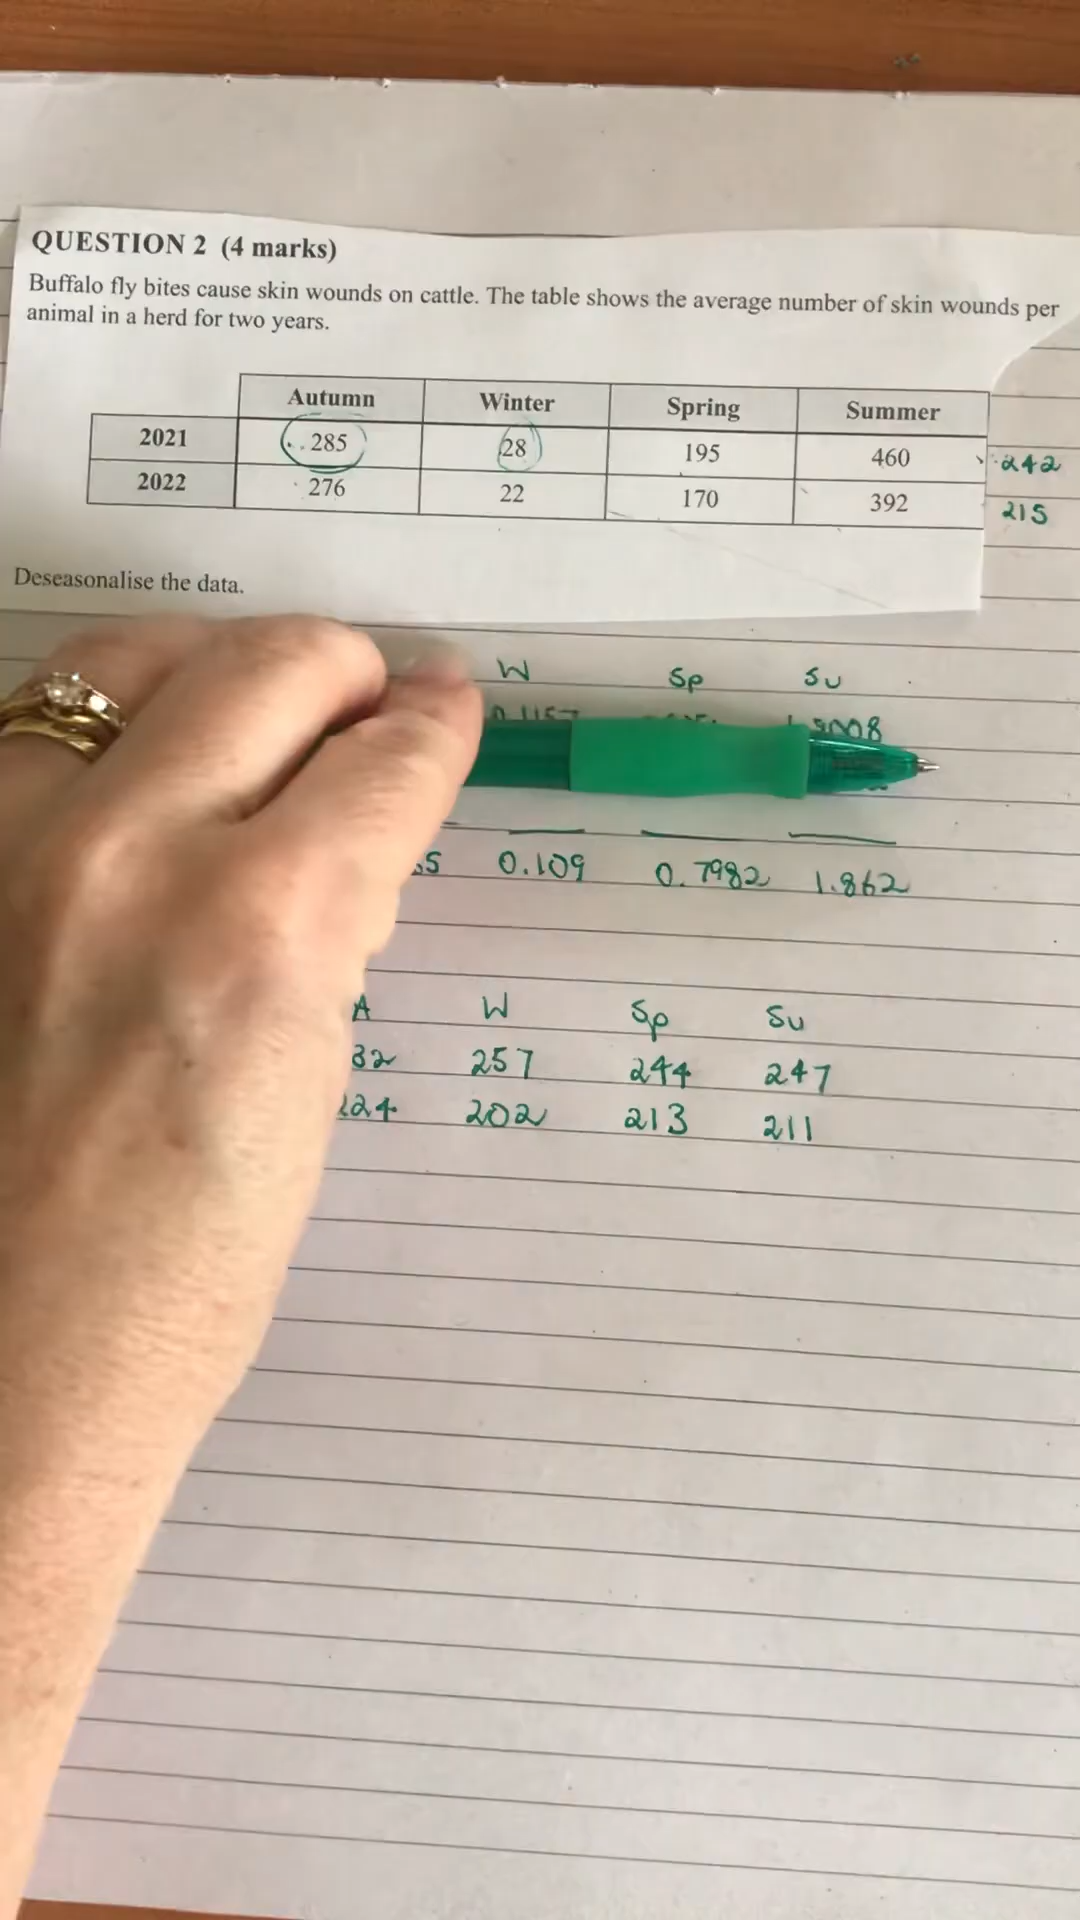 QUESTION 2 (4 marks)
Buffalo fly bites cause skin wounds on cattle. The table shows the average number of skin wounds per
animal in a herd for two years.
Autumn Winter Spring Summer
2021 285 28 195 460 242
2022 276 22 170 392 215
Deseasonalise the data.
W Sp Su
0.109 0.7982 1.862
A W Sp Su
32 257 244 247
224 202 213 211